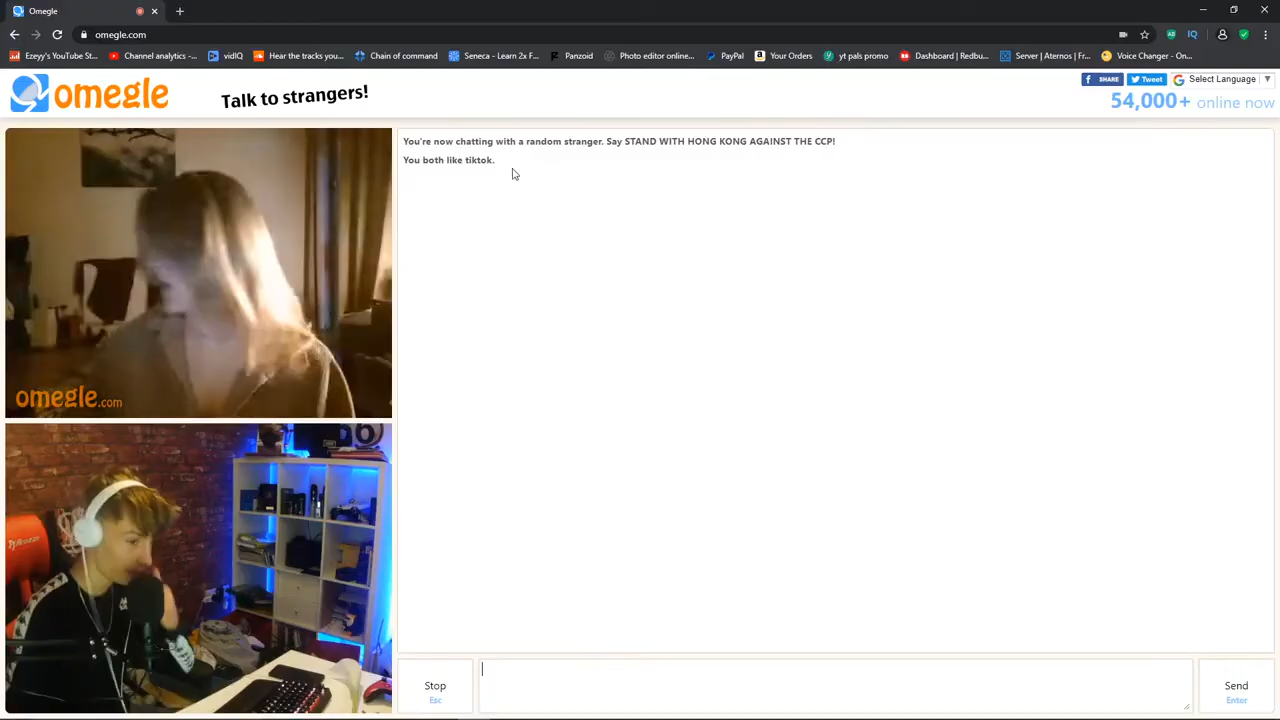 Omegle
omegle.com
Ezeyy's YouTube St...
Channel analytics -...
vidIQ
Hear the tracks you...
Chain of command
Seneca - Learn 2x F...
Panzoid
Photo editor online...
PayPal
Your Orders
yt pals promo
Dashboard | Redbu...
Server | Aternos | Fr...
Voice Changer - On...
omegle
Talk to strangers!
SHARE
Tweet
Select Language
54,000+ online now
You're now chatting with a random stranger. Say STAND WITH HONG KONG AGAINST THE CCP!
You both like tiktok.
omegle.com
Stop
Esc
Send
Enter